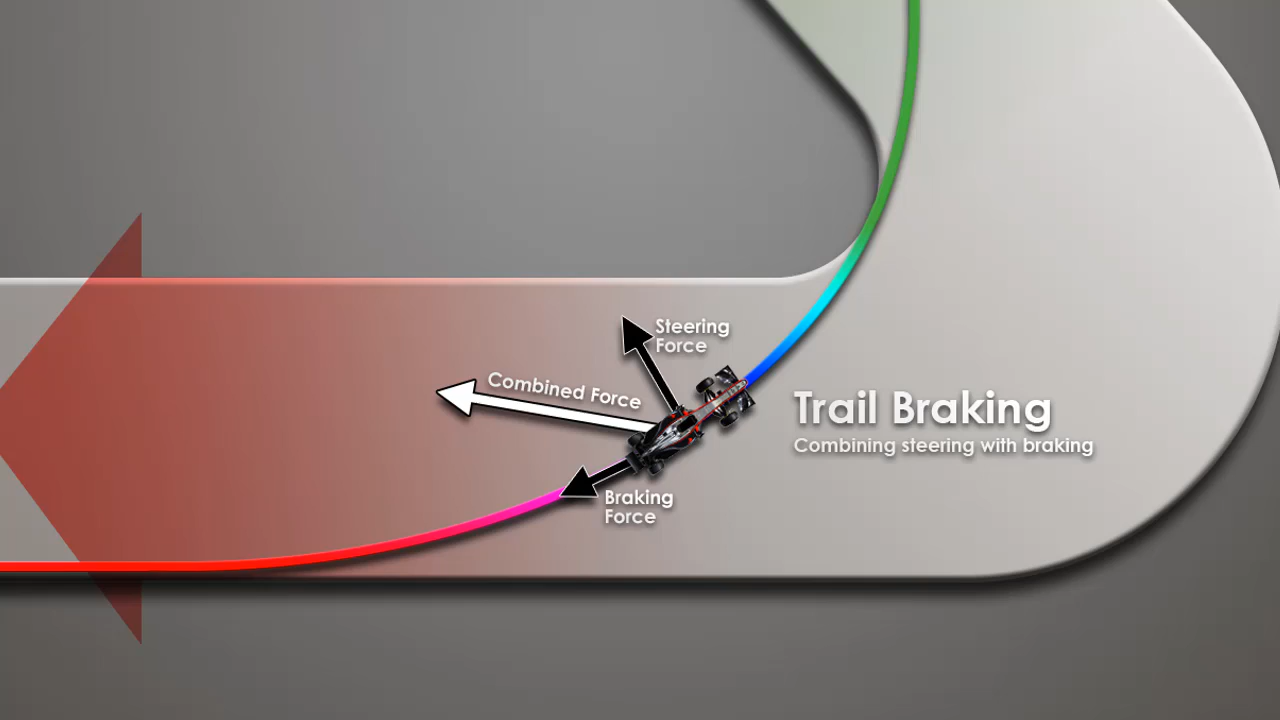 Steering
Force
Combined Force
Trail Braking
Combining steering with braking
Braking
Force